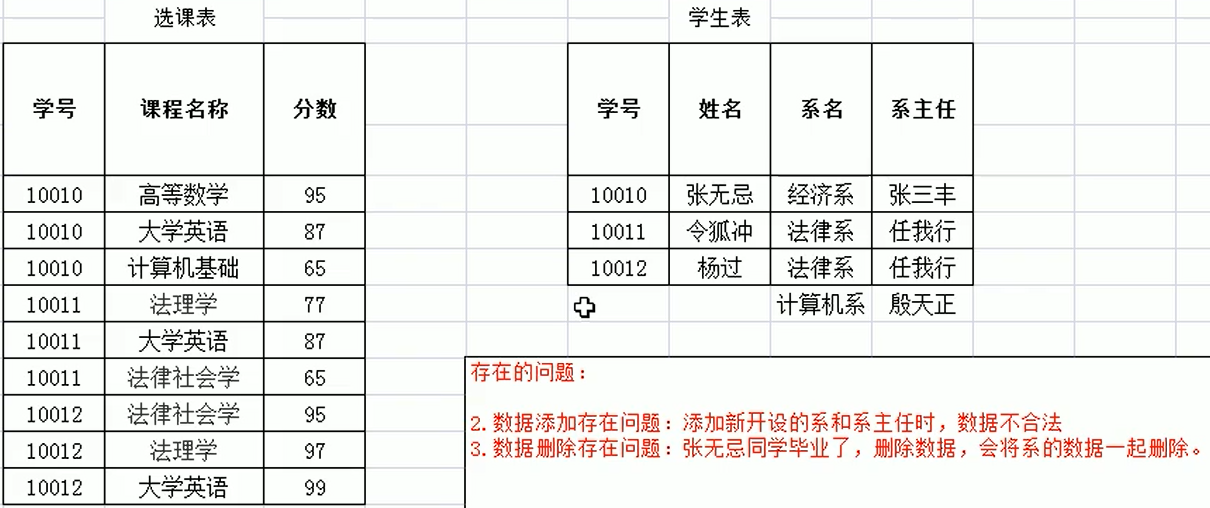 选课表
学号 课程名称 分数
10010 高等数学 95
10010 大学英语 87
10010 计算机基础 65
10011 法理学 77
10011 大学英语 87
10011 法律社会学 65
10012 法律社会学 95
10012 法理学 97
10012 大学英语 99
学生表
学号 姓名 系名 系主任
10010 张无忌 经济系 张三丰
10011 令狐冲 法律系 任我行
10012 杨过 法律系 任我行
计算机系 殷天正
存在的问题：
2.数据添加存在问题：添加新开设的系和系主任时，数据不合法
3.数据删除存在问题：张无忌同学毕业了，删除数据，会将系的数据一起删除。